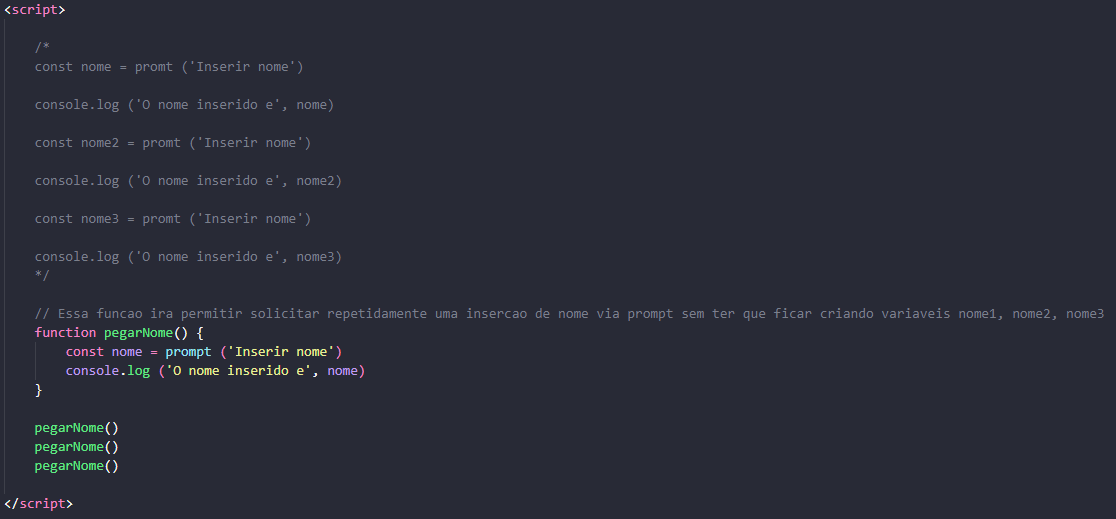 <script>
/*
const nome = promt ('Inserir nome')
console.log ('O nome inserido e', nome)
const nome2 = promt ('Inserir nome')
console.log ('O nome inserido e', nome2)
const nome3 = promt ('Inserir nome')
console.log ('O nome inserido e', nome3)
*/
// Essa funcao ira permitir solicitar repetidamente uma insercao de nome via prompt sem ter que ficar criando variaveis nome1, nome2, nome3
function pegarNome() {
const nome = prompt ('Inserir nome')
console.log ('O nome inserido e', nome)
}
pegarNome()
pegarNome()
pegarNome()
</script>